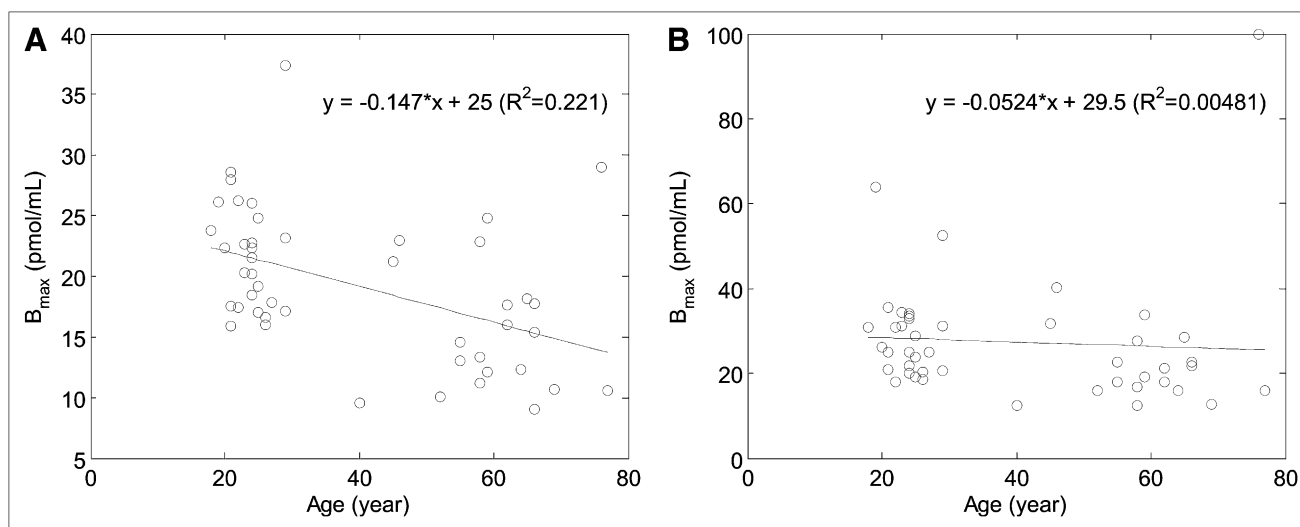 A
40
35
30
25
20
15
10
5
B_max (pmol/mL)
y = -0.147*x + 25 (R²=0.221)
0 20 40 60 80
Age (year)
B
100
80
60
40
20
0
B_max (pmol/mL)
y = -0.0524*x + 29.5 (R²=0.00481)
0 20 40 60 80
Age (year)